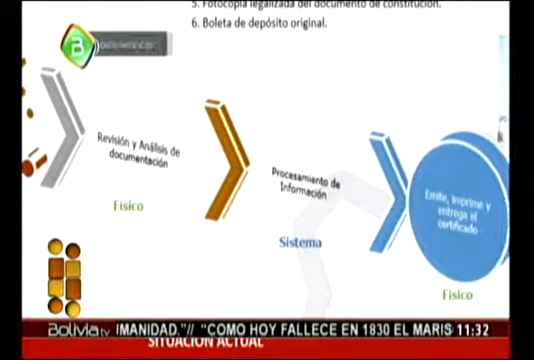 5. Fotocopia legalizada del documento de constitución.
6. Boleta de depósito original.
B
Revisión y Análisis de
documentación
Físico
Procesamiento de
Información
Sistema
Emite, Imprime y
entrega el
certificado
Físico
Bolivia tv IMANIDAD."// "COMO HOY FALLECE EN 1830 EL MARIS 11:32
SITUACION ACTUAL